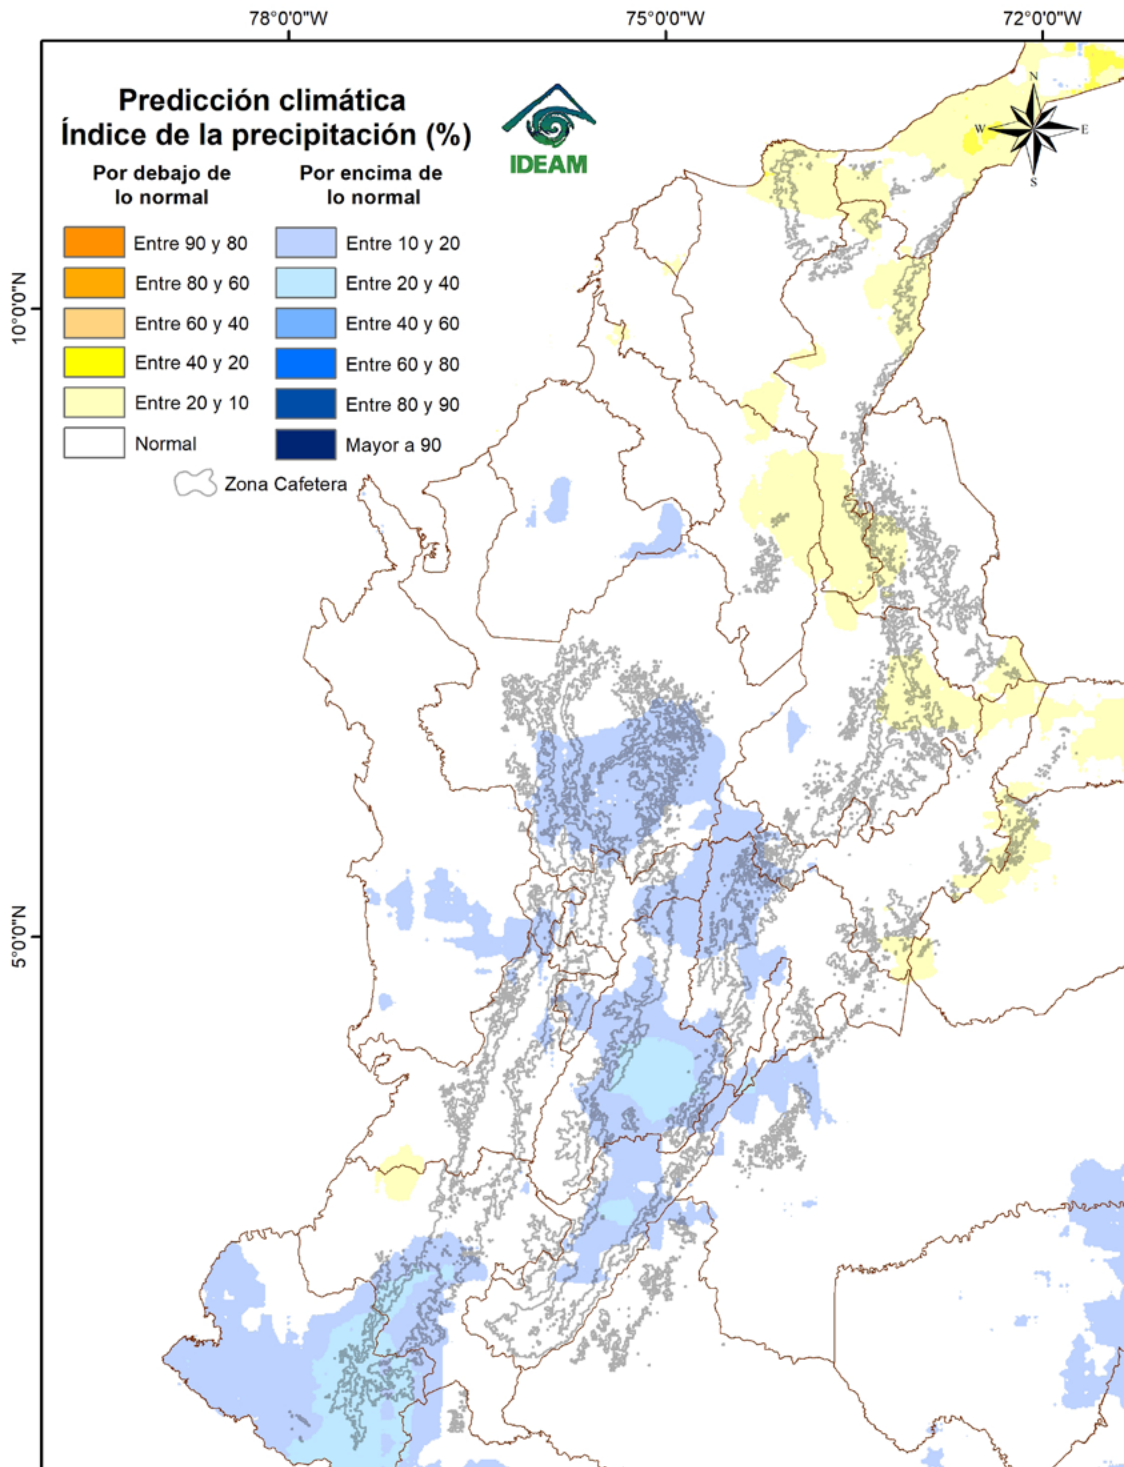 78°0'0"W 75°0'0"W 72°0'0"W
Predicción climática
Índice de la precipitación (%)
IDEAM
Por debajo de
lo normal
Por encima de
lo normal
Entre 90 y 80
Entre 10 y 20
Entre 80 y 60
Entre 20 y 40
Entre 60 y 40
Entre 40 y 60
Entre 40 y 20
Entre 60 y 80
Entre 20 y 10
Entre 80 y 90
Normal
Mayor a 90
Zona Cafetera
N
W E
S
10°0'0"N
5°0'0"N